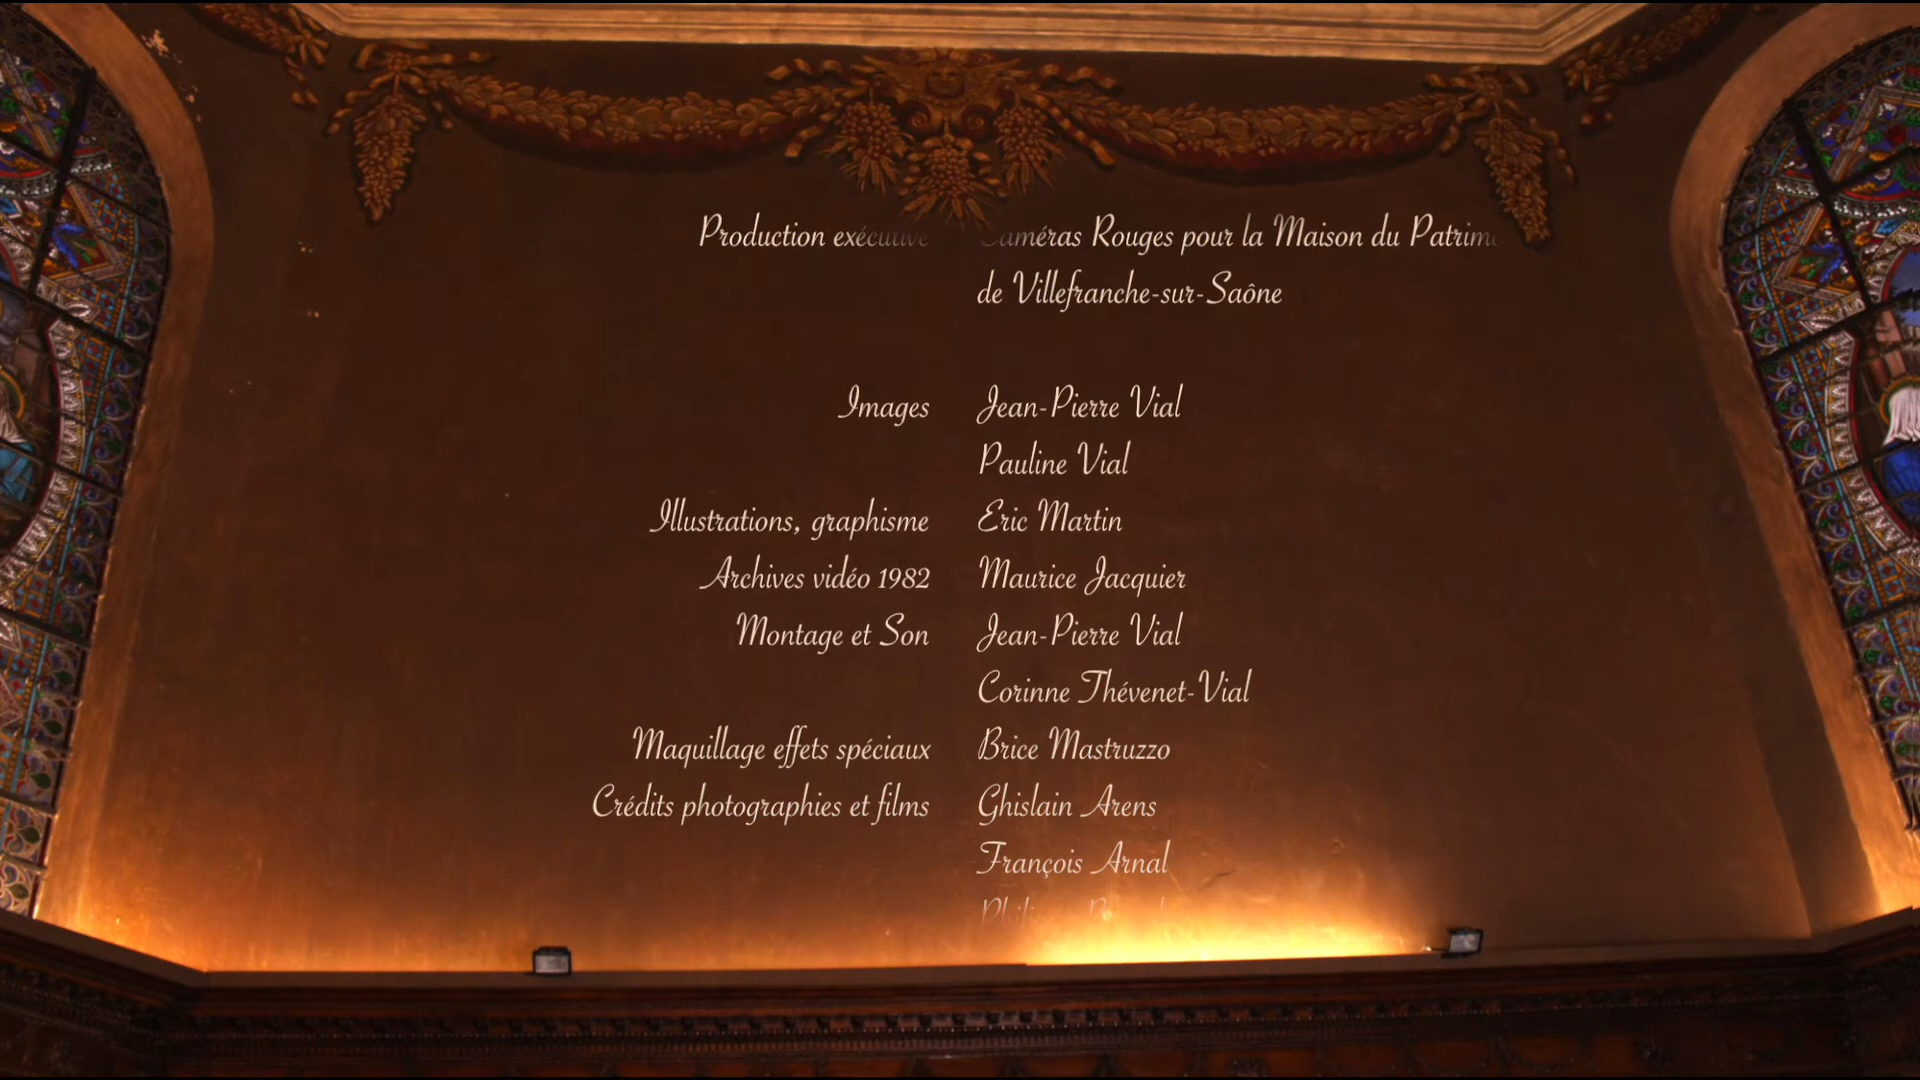 Production exécutive Caméras Rouges pour la Maison du
de Villefranche-sur-Saône
Images Jean-Pierre Vial
Pauline Vial
Illustrations, graphisme Eric Martin
Archives vidéo 1982 Maurice Jacquier
Montage et Son Jean-Pierre Vial
Corinne Thévenet-Vial
Maquillage effets spéciaux Brice Mastruzzo
Crédits photographies et films Ghislain Arens
François Arnal